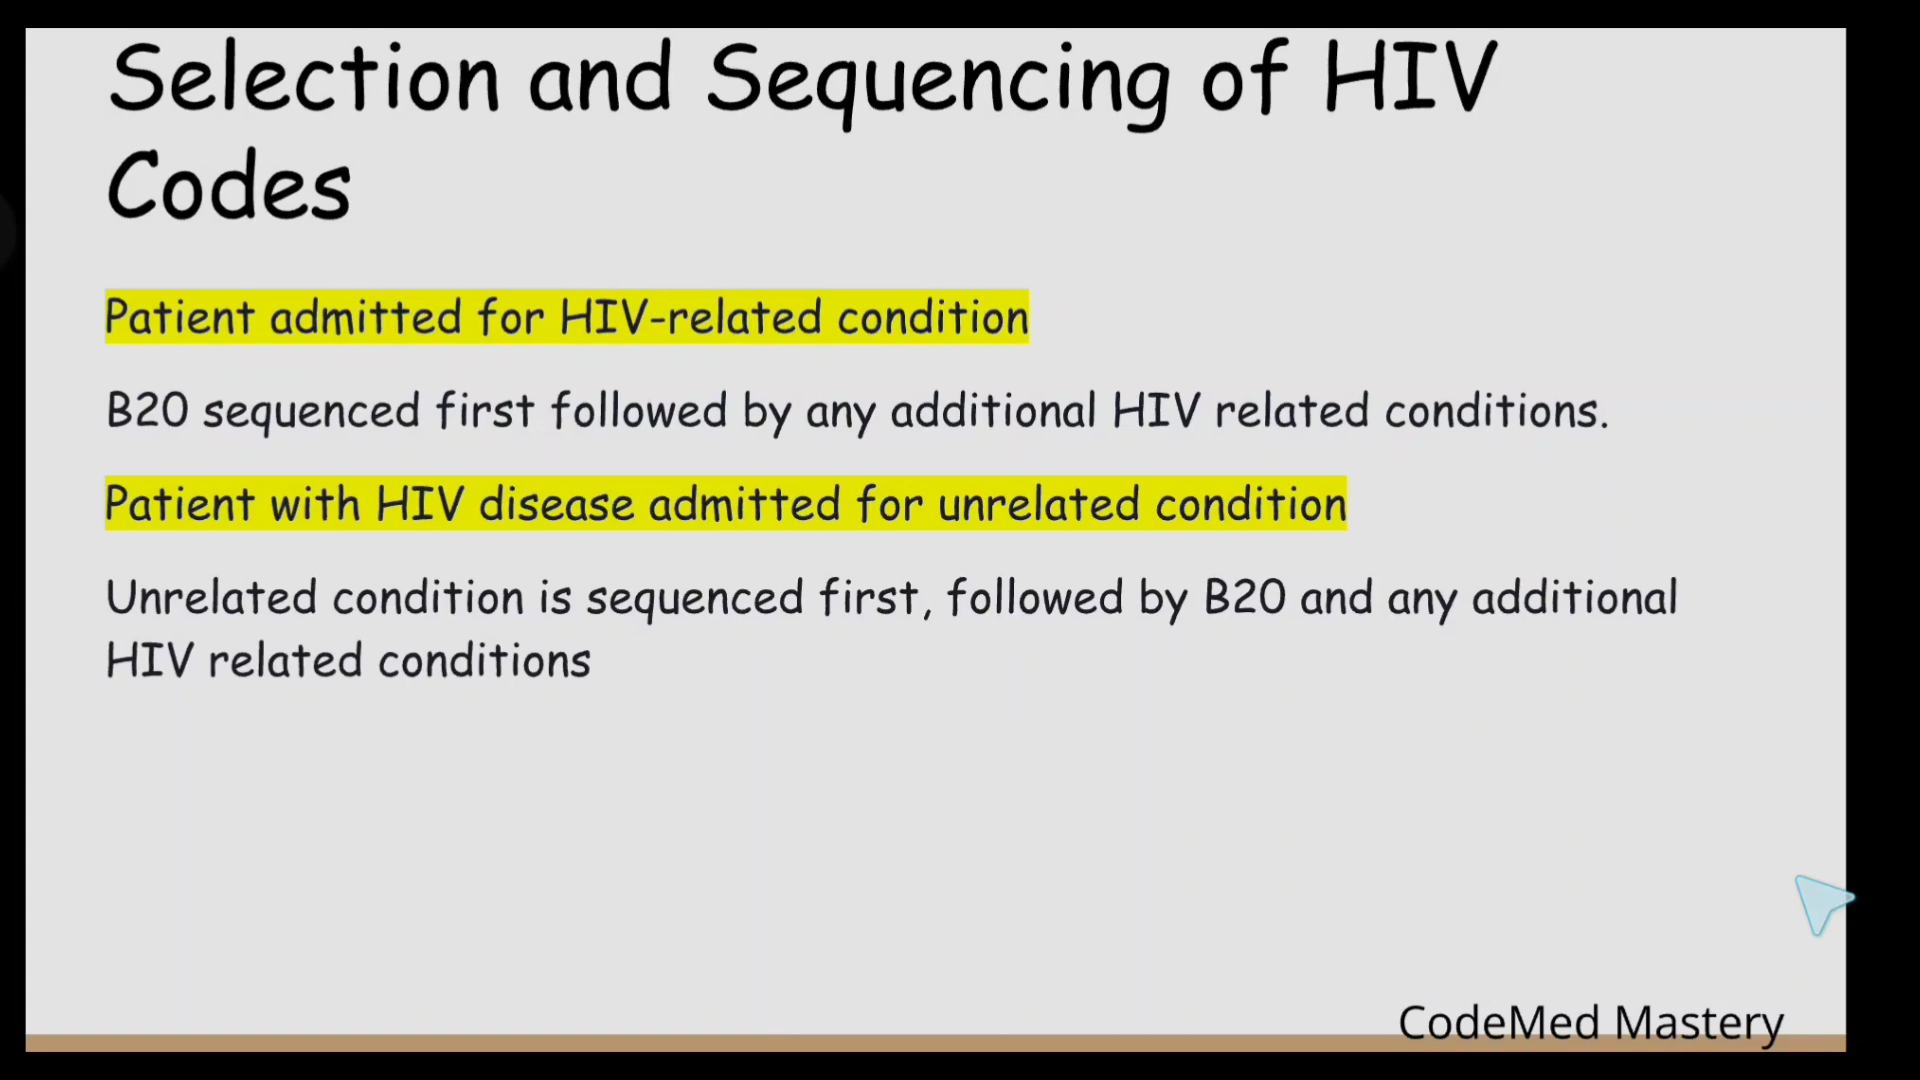 Selection and Sequencing of HIV
Codes
Patient admitted for HIV-related condition
B20 sequenced first followed by any additional HIV related conditions.
Patient with HIV disease admitted for unrelated condition
Unrelated condition is sequenced first, followed by B20 and any additional
HIV related conditions
CodeMed Mastery